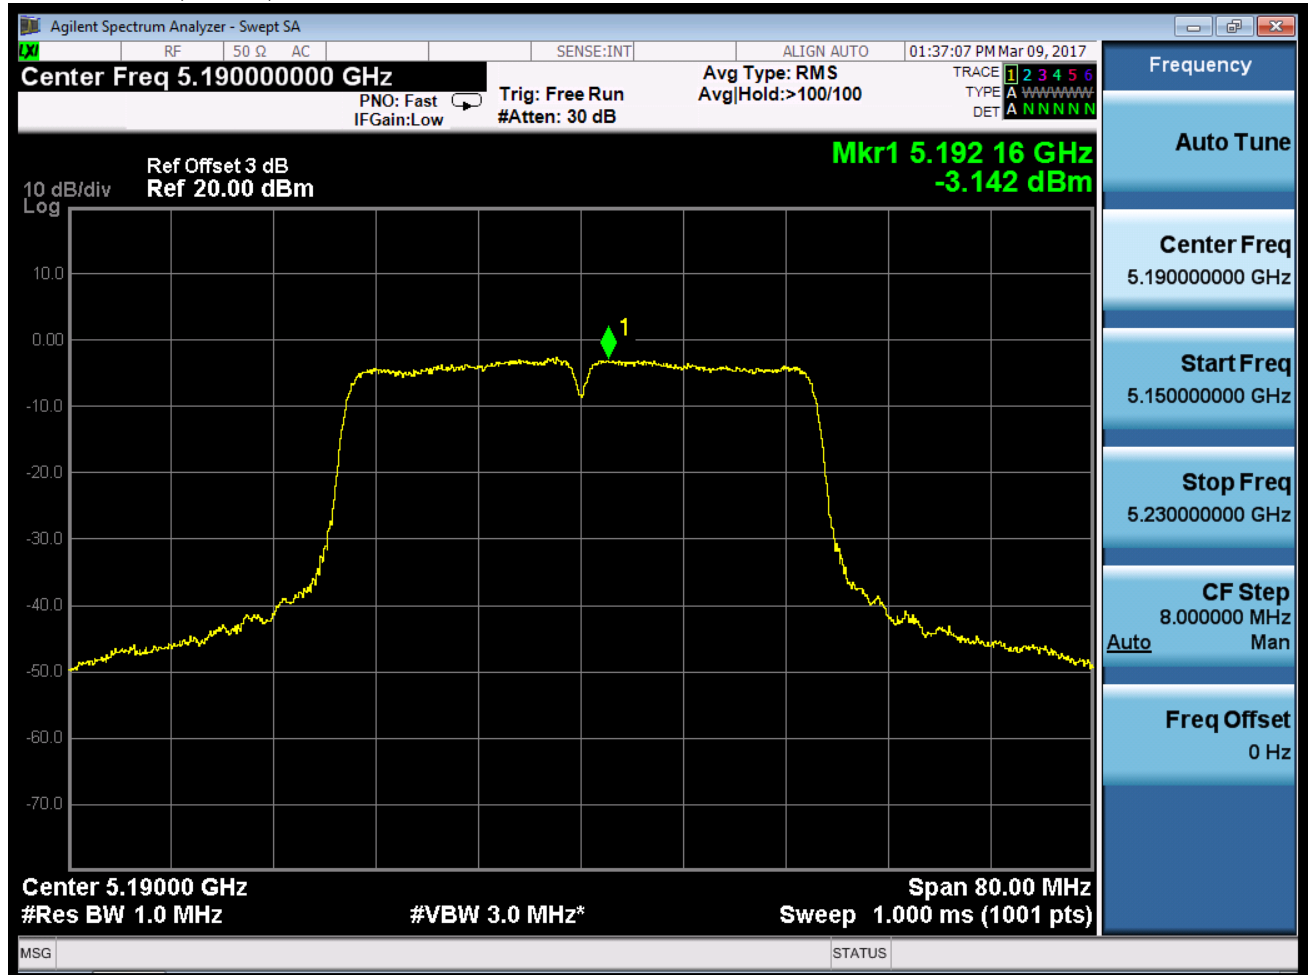 Agilent Spectrum Analyzer - Swept SA
LXI RF 50 Ω AC SENSE:INT ALIGN AUTO 01:37:07 PM Mar 09, 2017
Center Freq 5.190000000 GHz
PNO: Fast
IFGain:Low
Trig: Free Run
#Atten: 30 dB
Avg Type: RMS
Avg|Hold:>100/100
TRACE 1 2 3 4 5 6
TYPE A WWWWW
DET A N N N N N
Mkr1 5.192 16 GHz
-3.142 dBm
Ref Offset 3 dB
10 dB/div Ref 20.00 dBm
Log
10.0
0.00
-10.0
-20.0
-30.0
-40.0
-50.0
-60.0
-70.0
1
Center 5.19000 GHz Span 80.00 MHz
#Res BW 1.0 MHz #VBW 3.0 MHz* Sweep 1.000 ms (1001 pts)
MSG STATUS
Frequency
Auto Tune
Center Freq
5.190000000 GHz
Start Freq
5.150000000 GHz
Stop Freq
5.230000000 GHz
CF Step
8.000000 MHz
Auto Man
Freq Offset
0 Hz